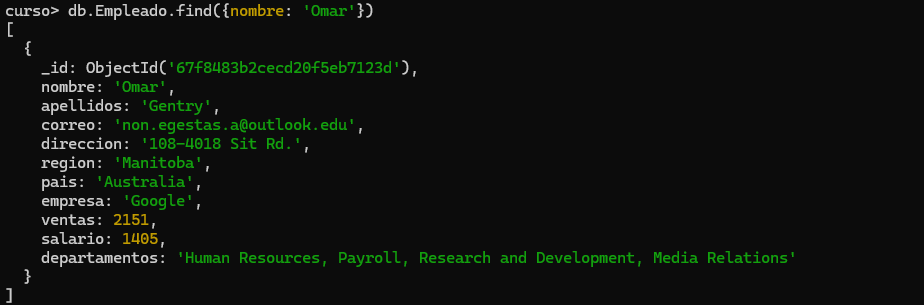 curso> db.Empleado.find({nombre: 'Omar'})
[
  {
    _id: ObjectId('67f8483b2cecd20f5eb7123d'),
    nombre: 'Omar',
    apellidos: 'Gentry',
    correo: 'non.egestas.a@outlook.edu',
    direccion: '108-4018 Sit Rd.',
    region: 'Manitoba',
    pais: 'Australia',
    empresa: 'Google',
    ventas: 2151,
    salario: 1405,
    departamentos: 'Human Resources, Payroll, Research and Development, Media Relations'
  }
]